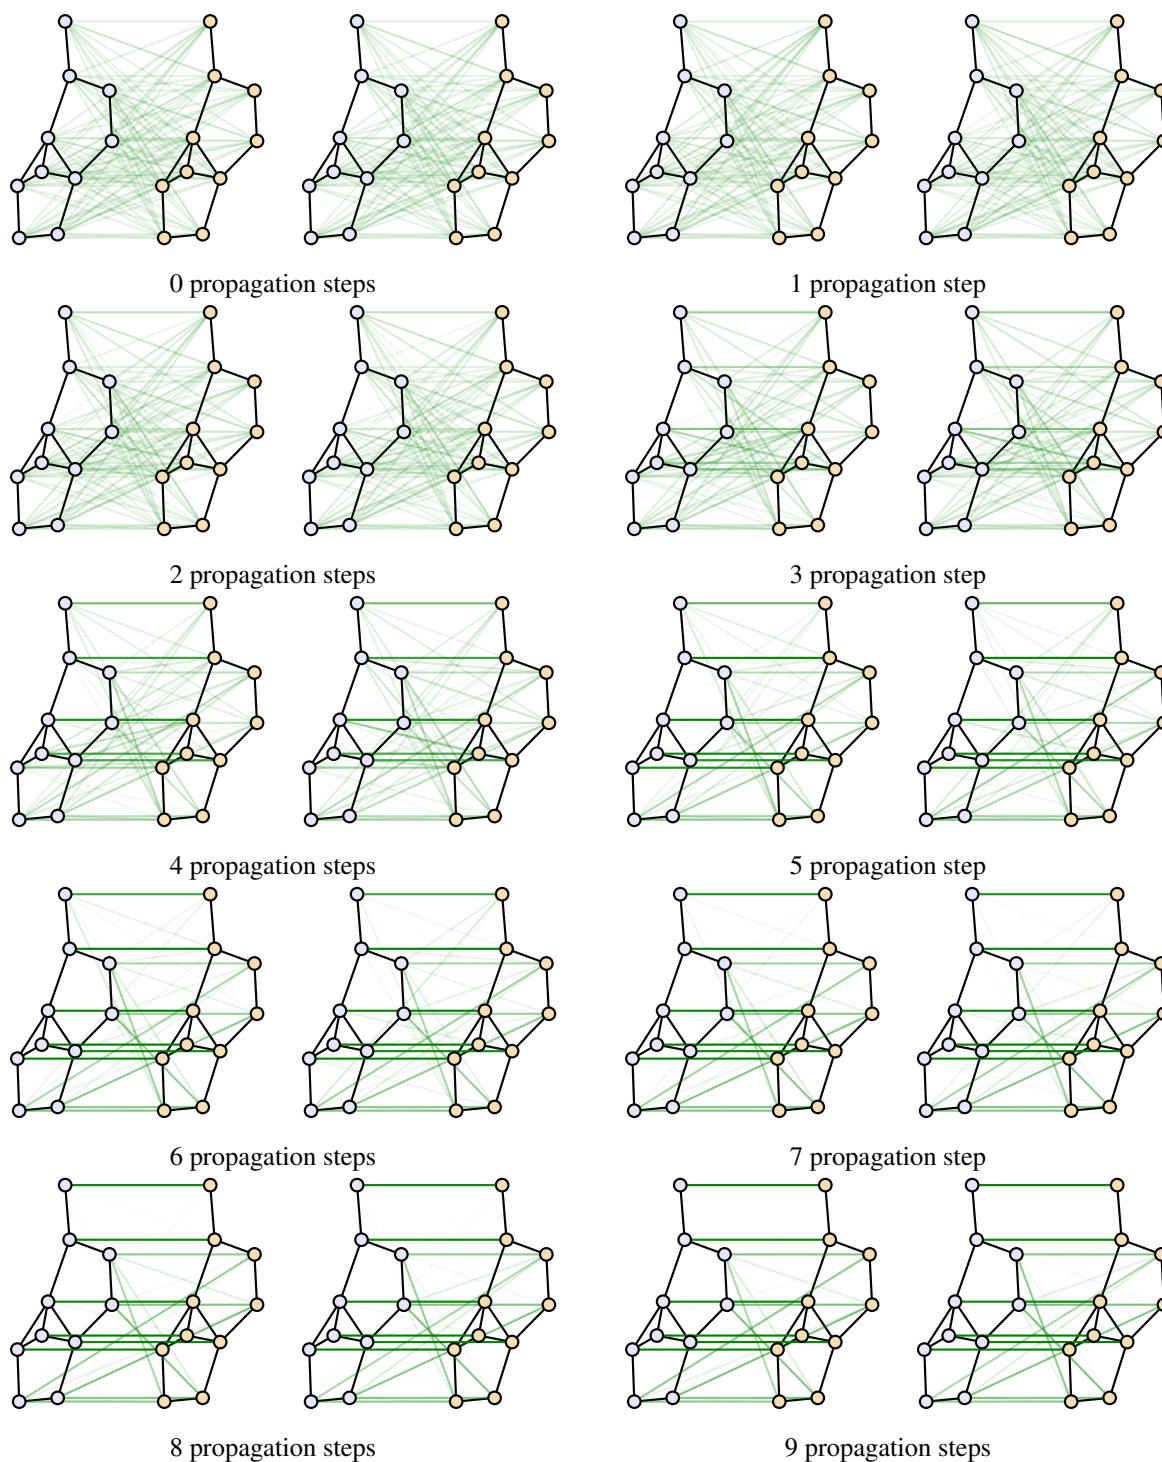 0 propagation steps
1 propagation step
2 propagation steps
3 propagation step
4 propagation steps
5 propagation step
6 propagation steps
7 propagation step
8 propagation steps
9 propagation steps